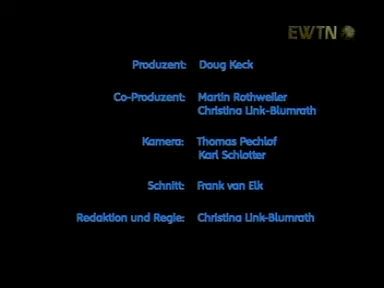 EWTN
Produzent: Doug Keck
Co-Produzent: Martin Rothweiler
Christina Link-Blumrath
Kamera: Thomas Pechlof
Karl Schlotter
Schnitt: Frank van Elk
Redaktion und Regie: Christina Link-Blumrath